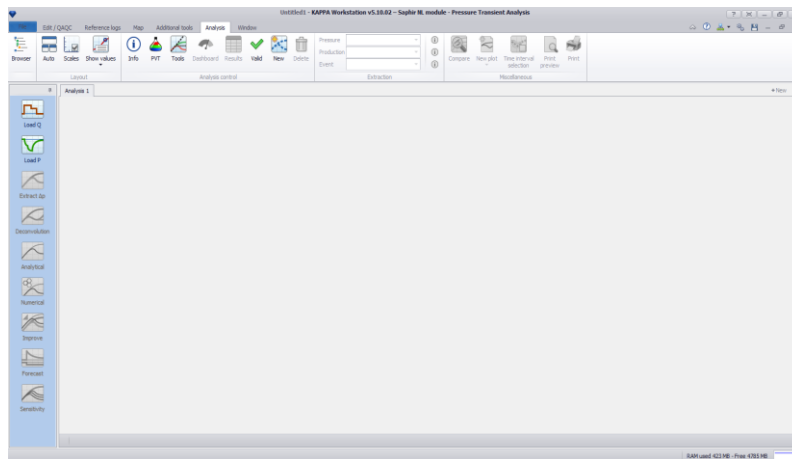 Untitled1 - KAPPA Workstation v5.10.02 - Saphir NL module - Pressure Transient Analysis
Edit / QAQC Reference logs Map Additional tools Analysis Window
Browser Auto Scales Show values Info PVT Tools Dashboard Results Valid New Delete
Pressure
Production
Event
Compare New plot Time interval selection Print preview Print
Layout Analysis control Extraction Miscellaneous
Analysis 1 New
Load Q
Load P
Extract Δp
Deconvolution
Analytical
Numerical
Improve
Forecast
Sensitivity
RAM used 423 MB - Free 4785 MB